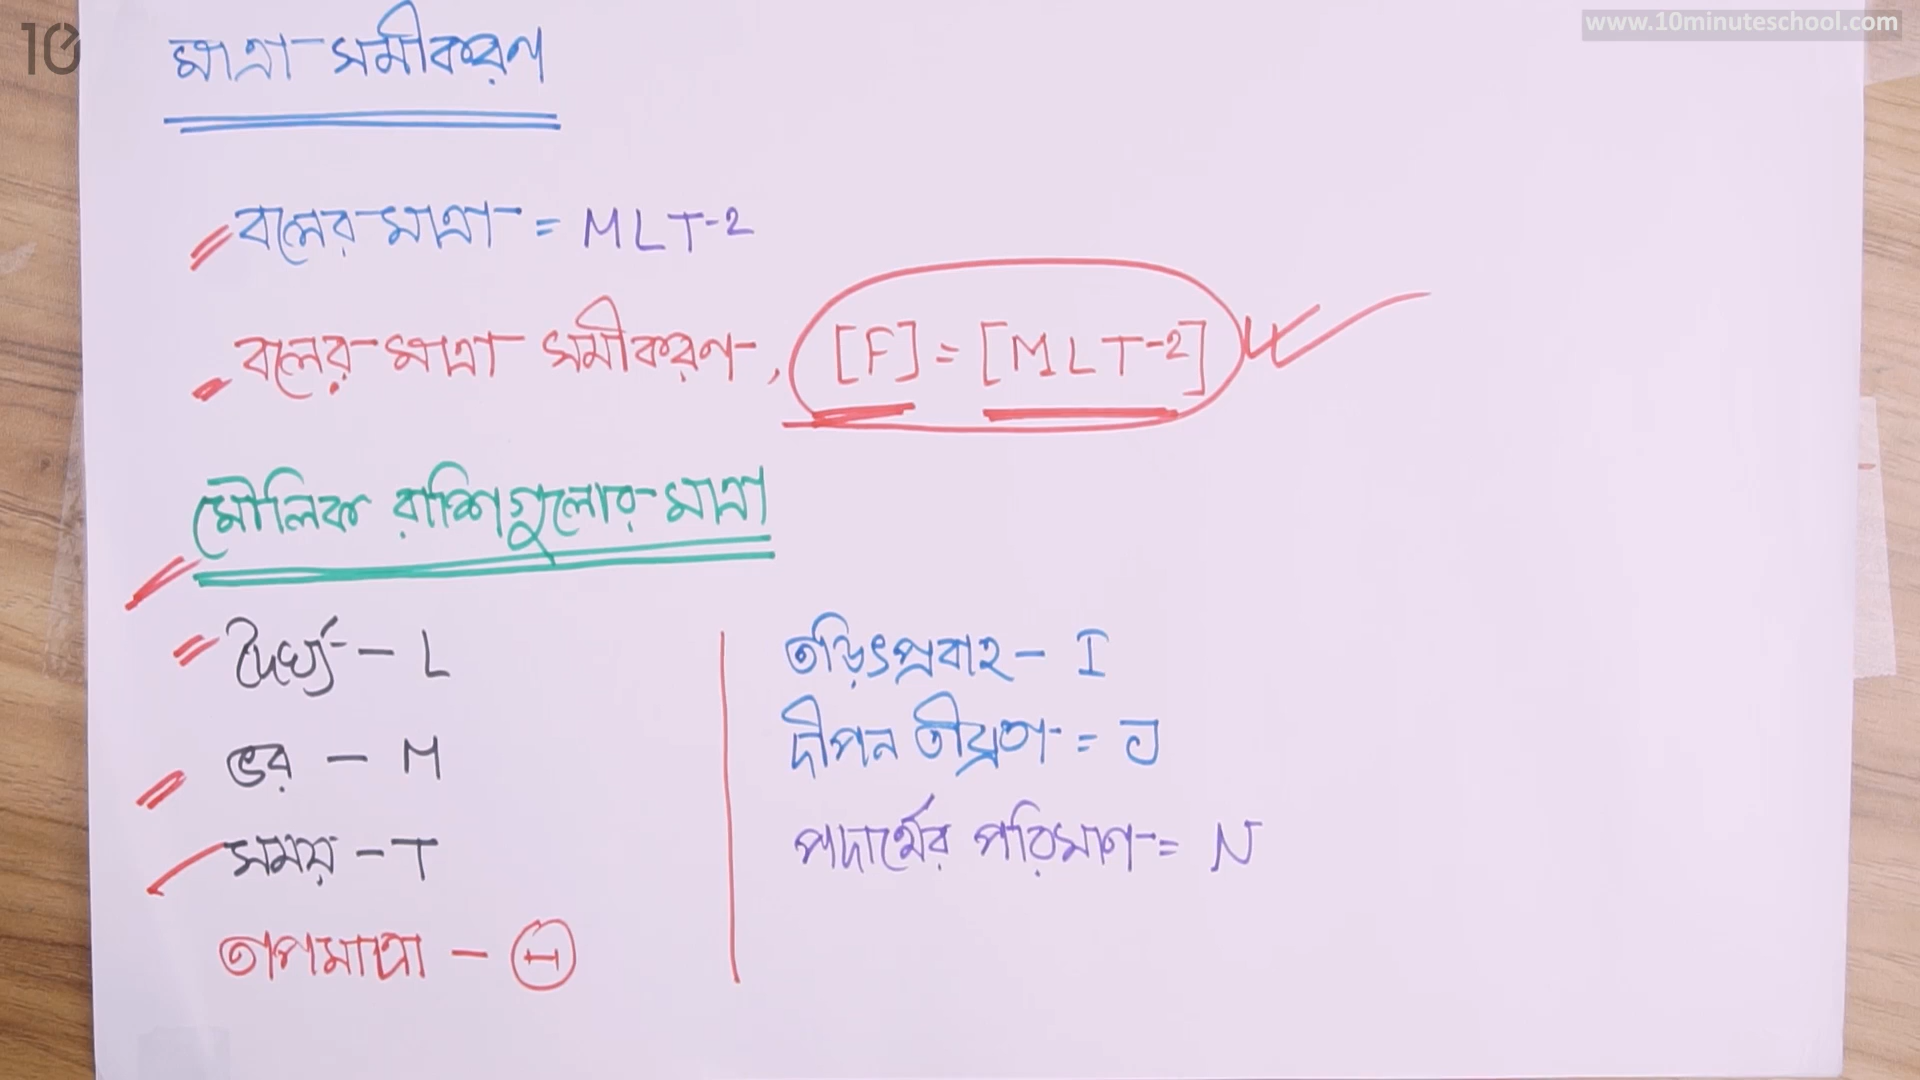 10
www.10minuteschool.com
মাত্রা সমীকরণ
বলের মাত্রা = MLT-2
বলের মাত্রা সমীকরণ, [F] = [MLT-2]
মৌলিক রাশিগুলোর মাত্রা
দৈর্ঘ্য - L
ভর - M
সময় - T
তাপমাত্রা - Θ
তড়িৎপ্রবাহ - I
দীপন তীব্রতা = J
পদার্থের পরিমাণ = N